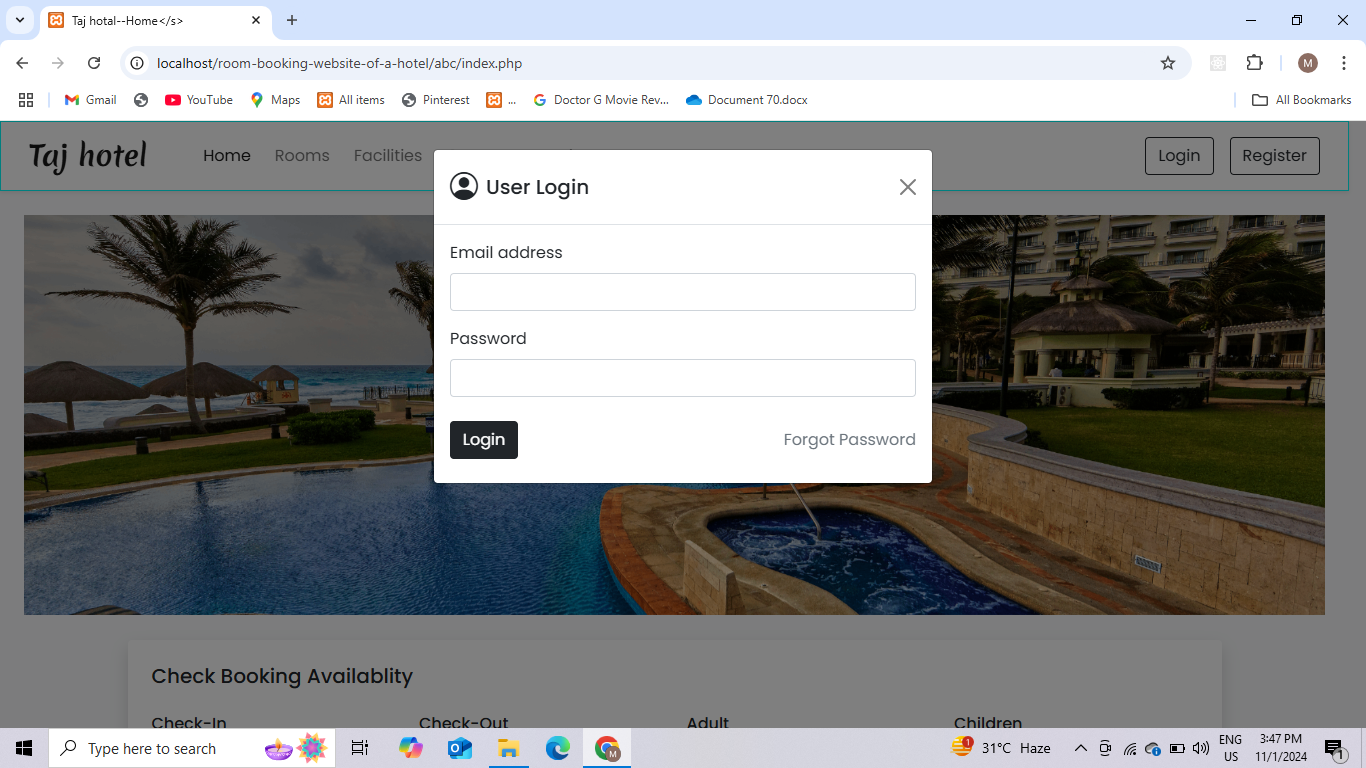 Taj hotal--Home</s>
localhost/room-booking-website-of-a-hotel/abc/index.php
M
Gmail
YouTube
Maps
All items
Pinterest
...
Doctor G Movie Rev...
Document 70.docx
All Bookmarks
Taj hotel
Home
Rooms
Facilities
Login
Register
User Login
Email address
Password
Login
Forgot Password
Check Booking Availablity
Check-In
Check-Out
Adult
Children
Type here to search
M
1
31°C Haze
ENG
US
3:47 PM
11/1/2024
1